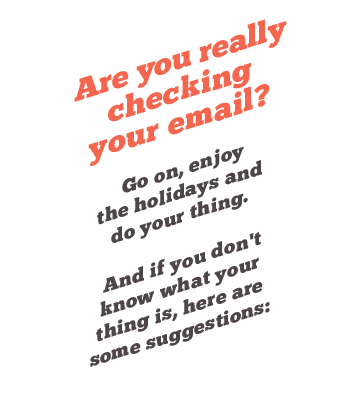 Are you really
checking
your email?
Go on, enjoy
the holidays and
do your thing.
And if you don't
know what your
thing is, here are
some suggestions: